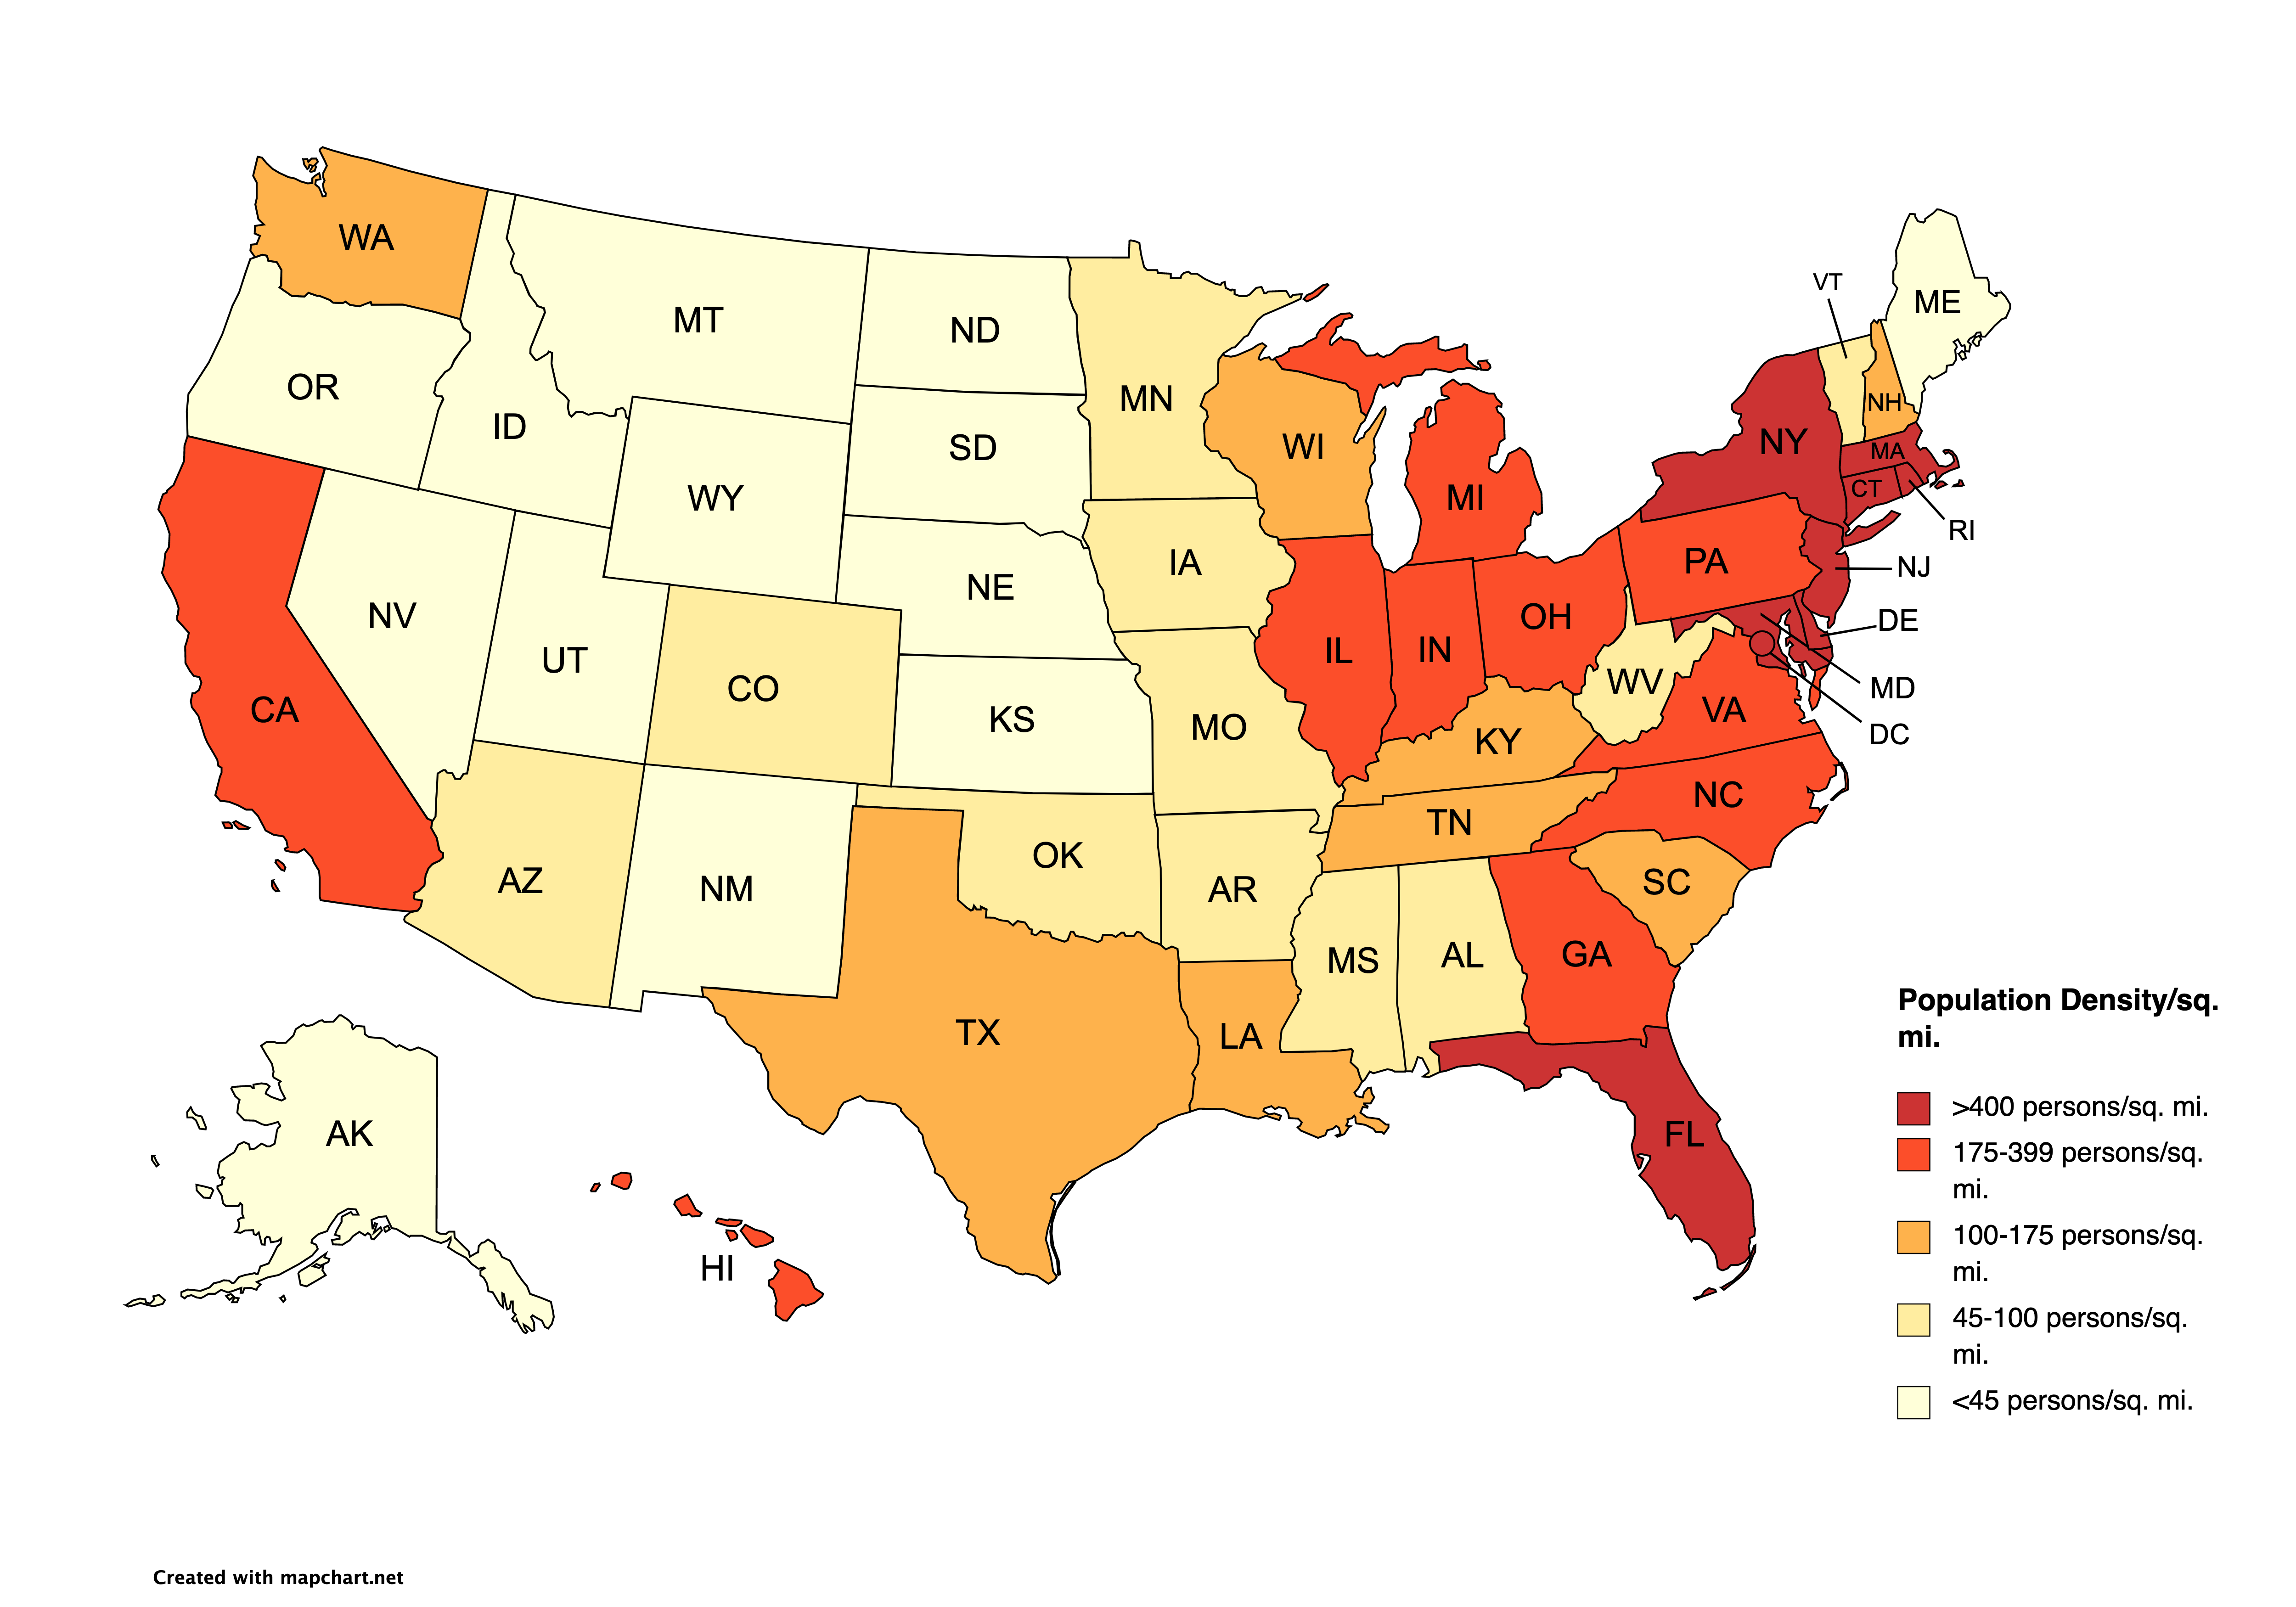 WA
MT
ND
MN
VT
ME
OR
ID
SD
WI
NH
NY
MA
WY
MI
CT
RI
IA
PA
NJ
NE
NV
OH
DE
UT
IL
IN
CO
WV
MD
CA
KS
MO
VA
DC
KY
NC
TN
OK
AZ
NM
AR
SC
MS
AL
GA
TX
LA
Population Density/sq.
mi.
>400 persons/sq. mi.
175-399 persons/sq.
mi.
100-175 persons/sq.
mi.
45-100 persons/sq.
mi.
<45 persons/sq. mi.
AK
FL
HI
Created with mapchart.net